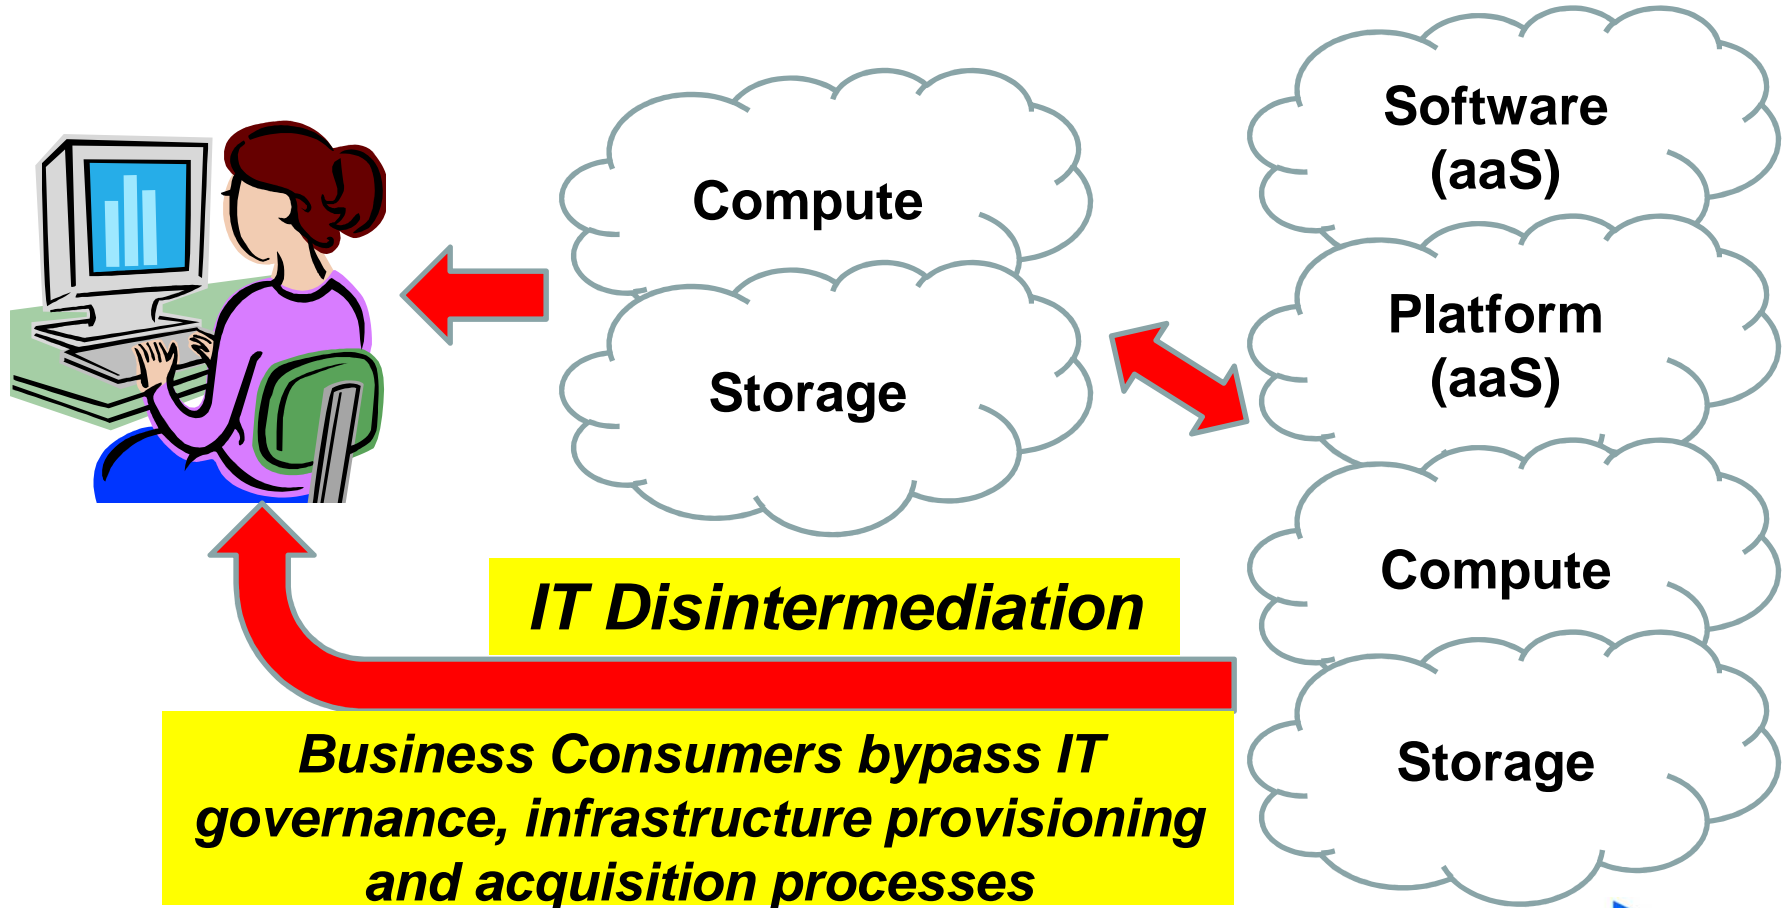 Compute
Storage
Software
(aaS)
Platform
(aaS)
Compute
Storage
IT Disintermediation
Business Consumers bypass IT
governance, infrastructure provisioning
and acquisition processes